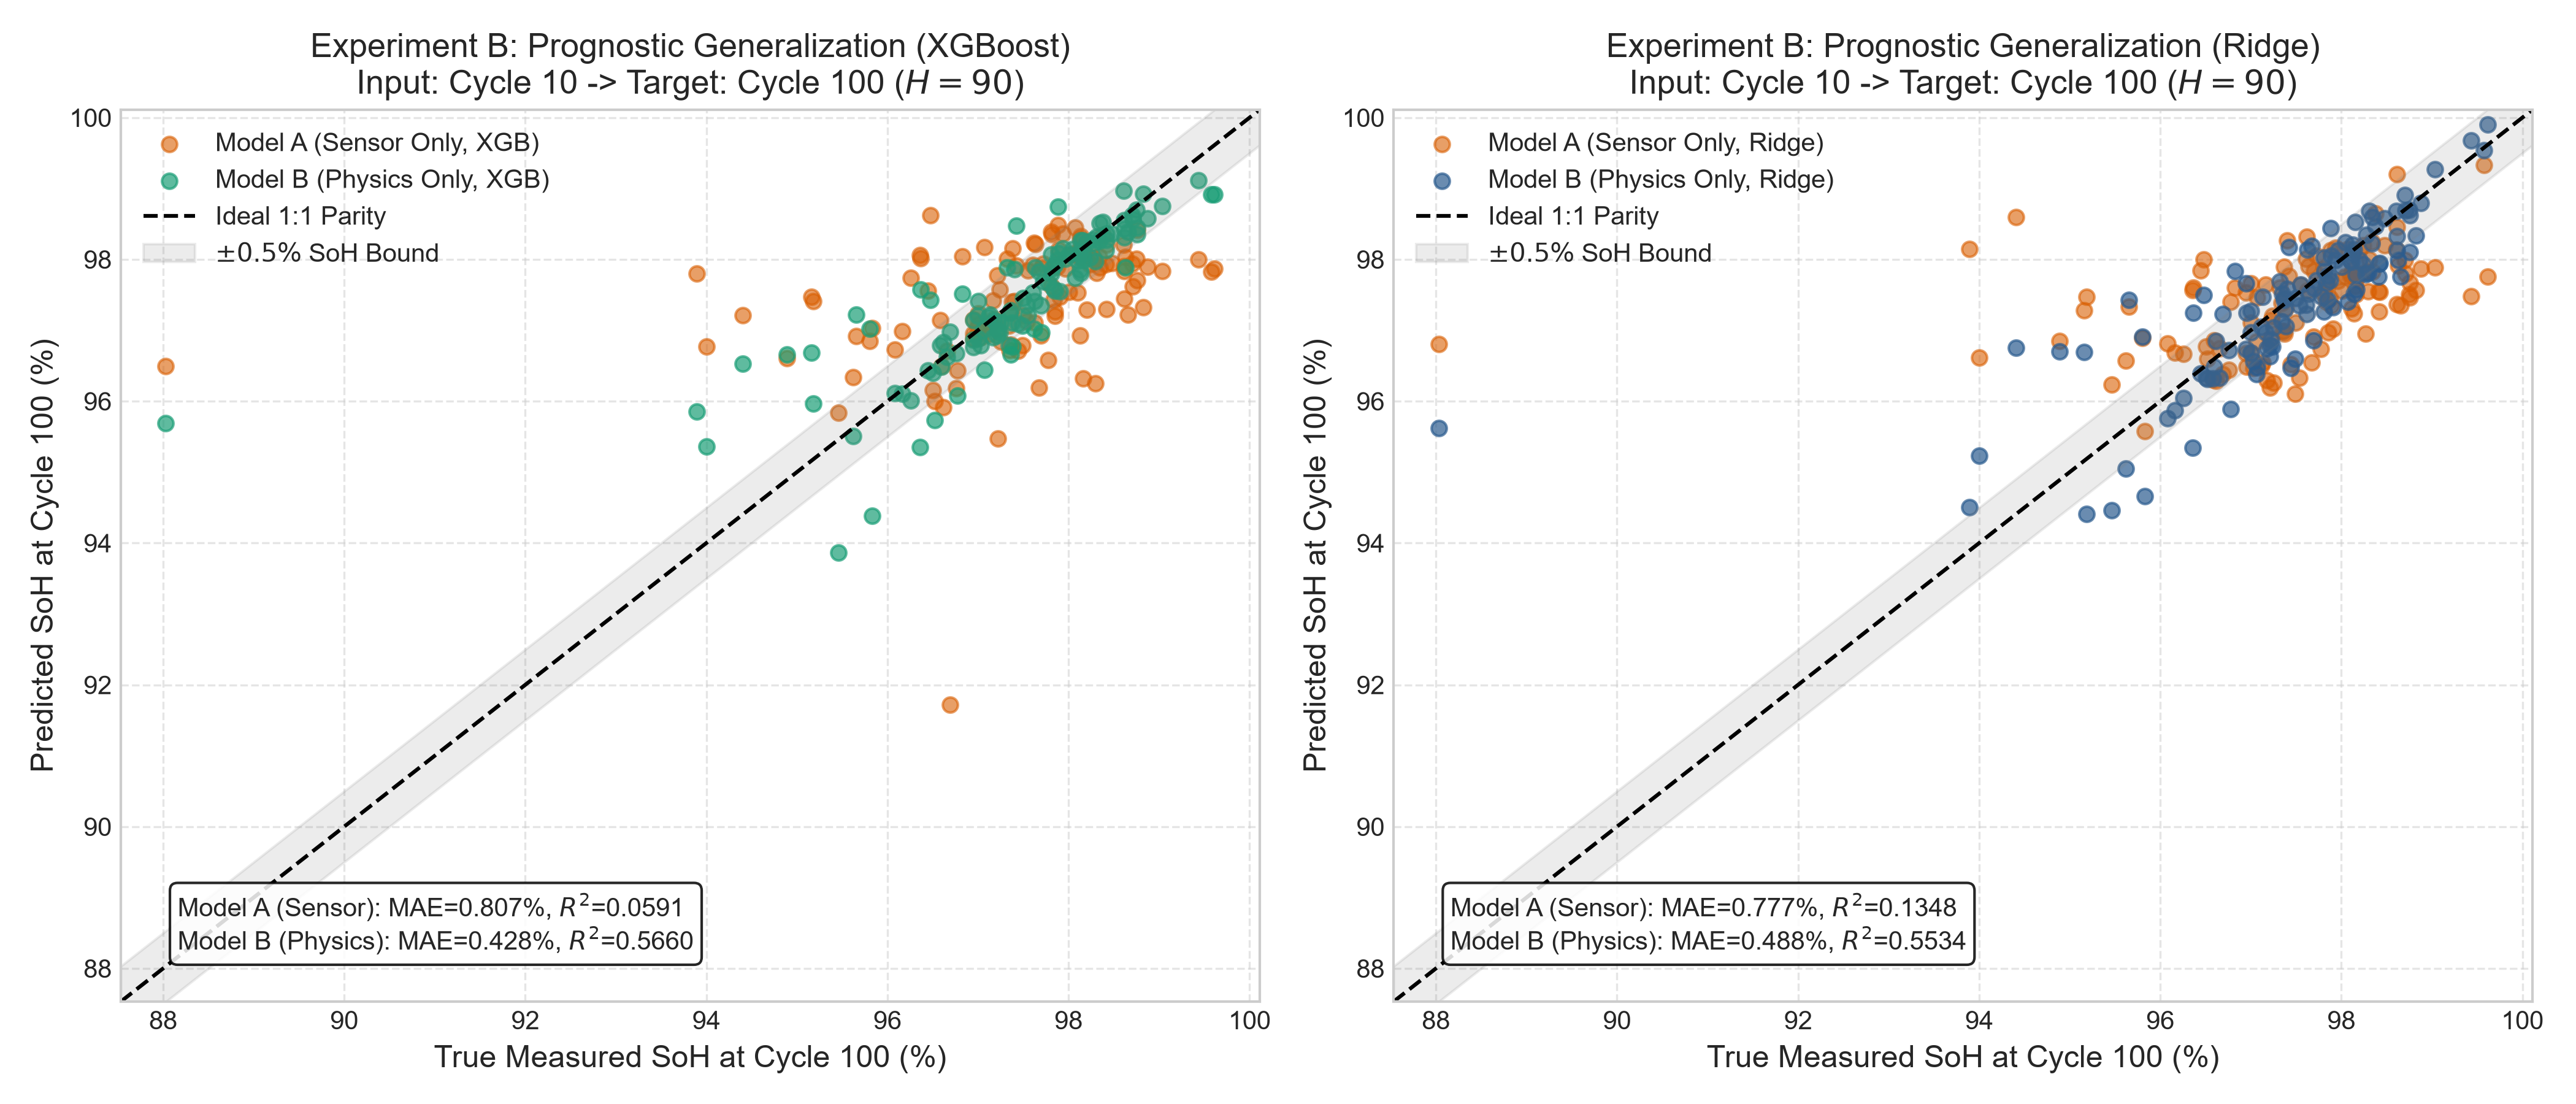 Experiment B: Prognostic Generalization (XGBoost)
Input: Cycle 10 -> Target: Cycle 100 (H = 90)
100
98
96
94
92
90
88
Predicted SoH at Cycle 100 (%)
Model A (Sensor Only, XGB)
Model B (Physics Only, XGB)
Ideal 1:1 Parity
±0.5% SoH Bound
Model A (Sensor): MAE=0.807%, R²=0.0591
Model B (Physics): MAE=0.428%, R²=0.5660
88 90 92 94 96 98 100
True Measured SoH at Cycle 100 (%)
Experiment B: Prognostic Generalization (Ridge)
Input: Cycle 10 -> Target: Cycle 100 (H = 90)
100
98
96
94
92
90
88
Predicted SoH at Cycle 100 (%)
Model A (Sensor Only, Ridge)
Model B (Physics Only, Ridge)
Ideal 1:1 Parity
±0.5% SoH Bound
Model A (Sensor): MAE=0.777%, R²=0.1348
Model B (Physics): MAE=0.488%, R²=0.5534
88 90 92 94 96 98 100
True Measured SoH at Cycle 100 (%)